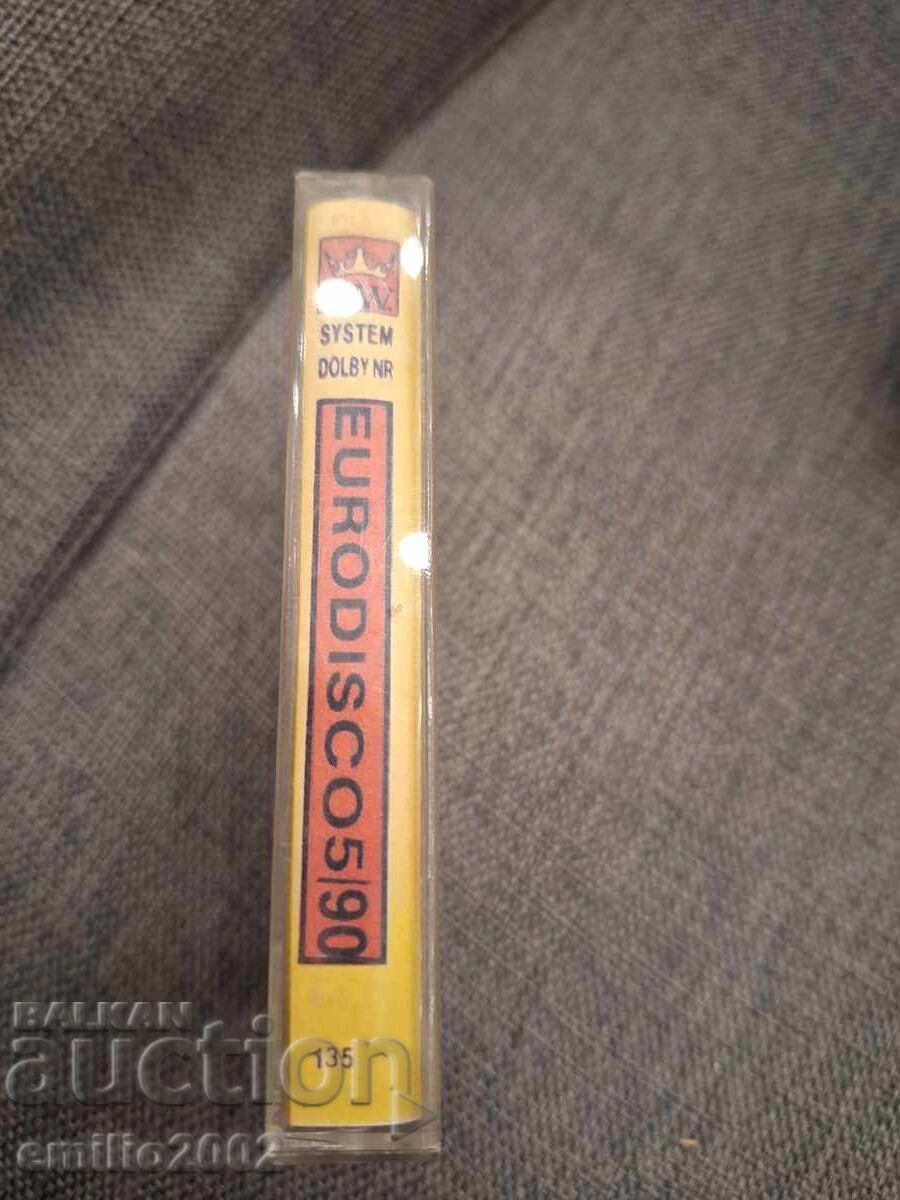 W.
SYSTEM
DOLBY NR
EURODISCO 5/90
135
BALKAN
auction
emilio2002